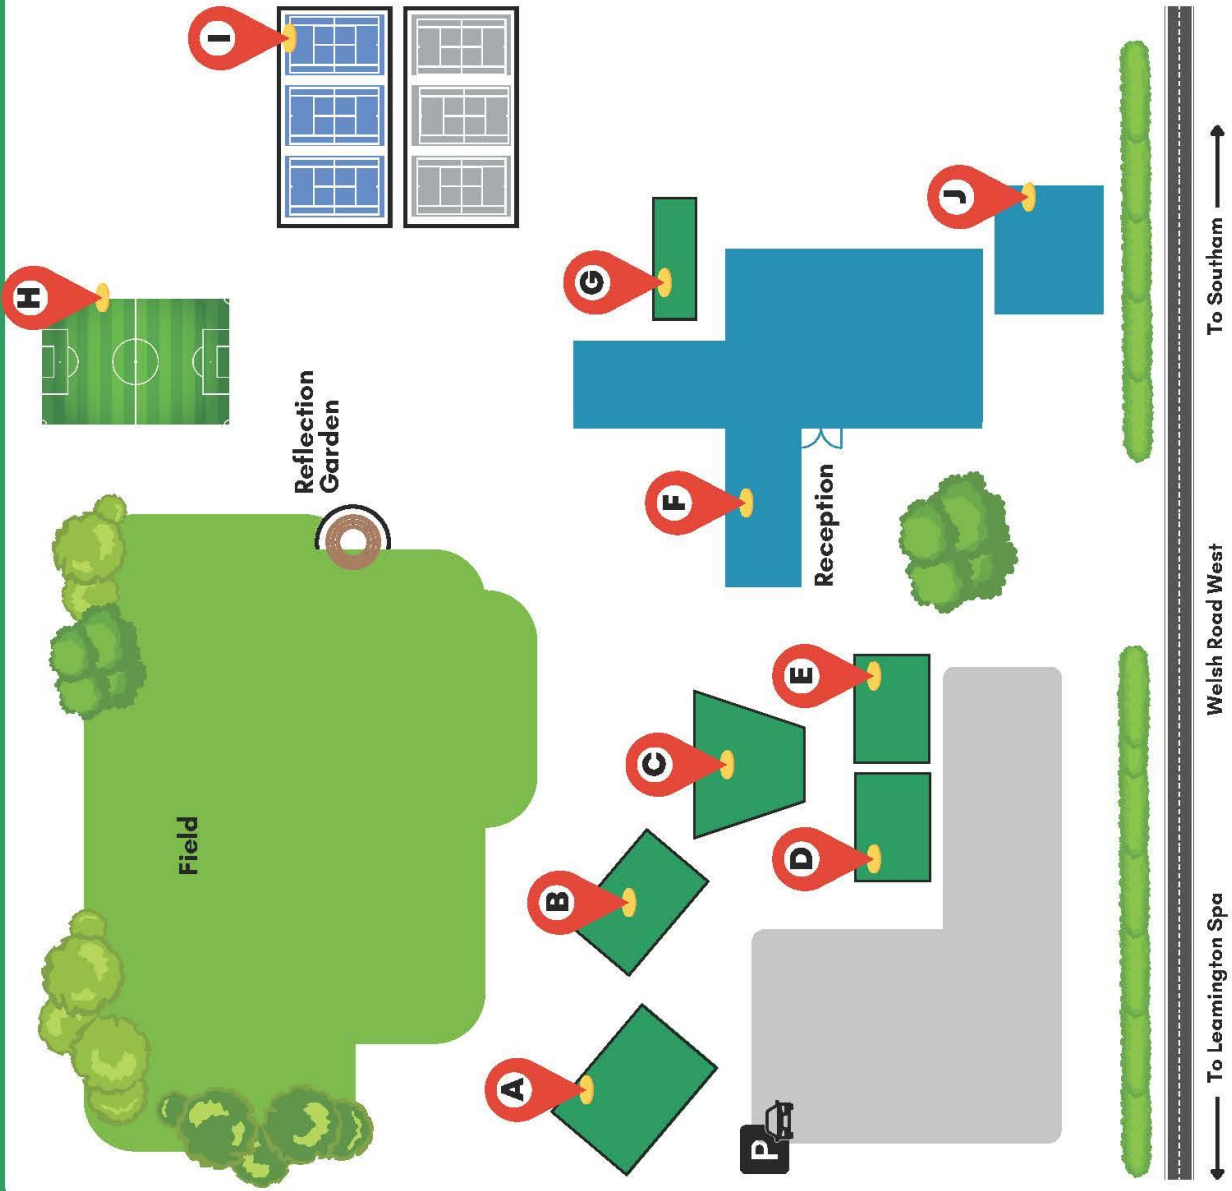 H
I
Field
Reflection
Garden
A
B
C
D
E
F
G
J
Reception
P
To Leamington Spa
Welsh Road West
To Southam